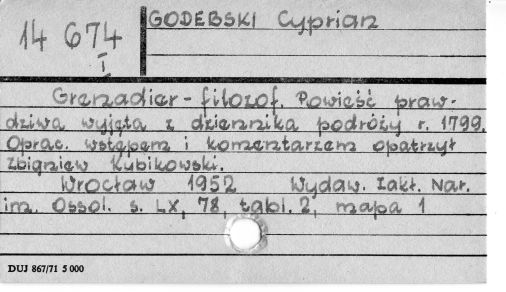 14 674
I
GODEBSKI Cyprian
Grenadier - filozof. Powieść praw-
dziwa wyjęta z dziennika podróży r. 1799.
Oprac. wstępem i komentarzem opatrzył
Zbigniew Kubikowski.
Wrocław 1952 Wydaw. Zakł. Nar.
im. Ossol. s. LX, 78, tabl. 2, mapa 1
DUJ 867/71 5 000